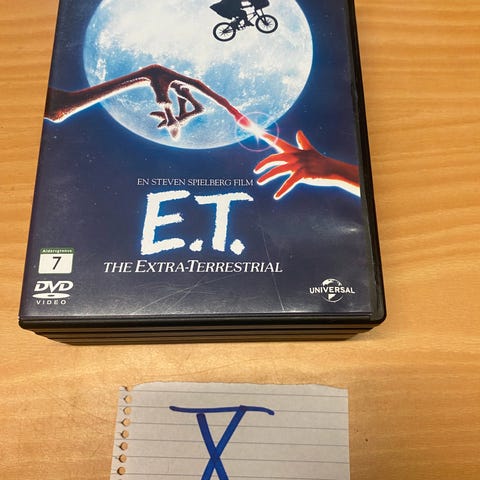 EN STEVEN SPIELBERG FILM
E.T.
THE EXTRA-TERRESTRIAL
Aldersgrense
7
DVD
VIDEO
UNIVERSAL
X